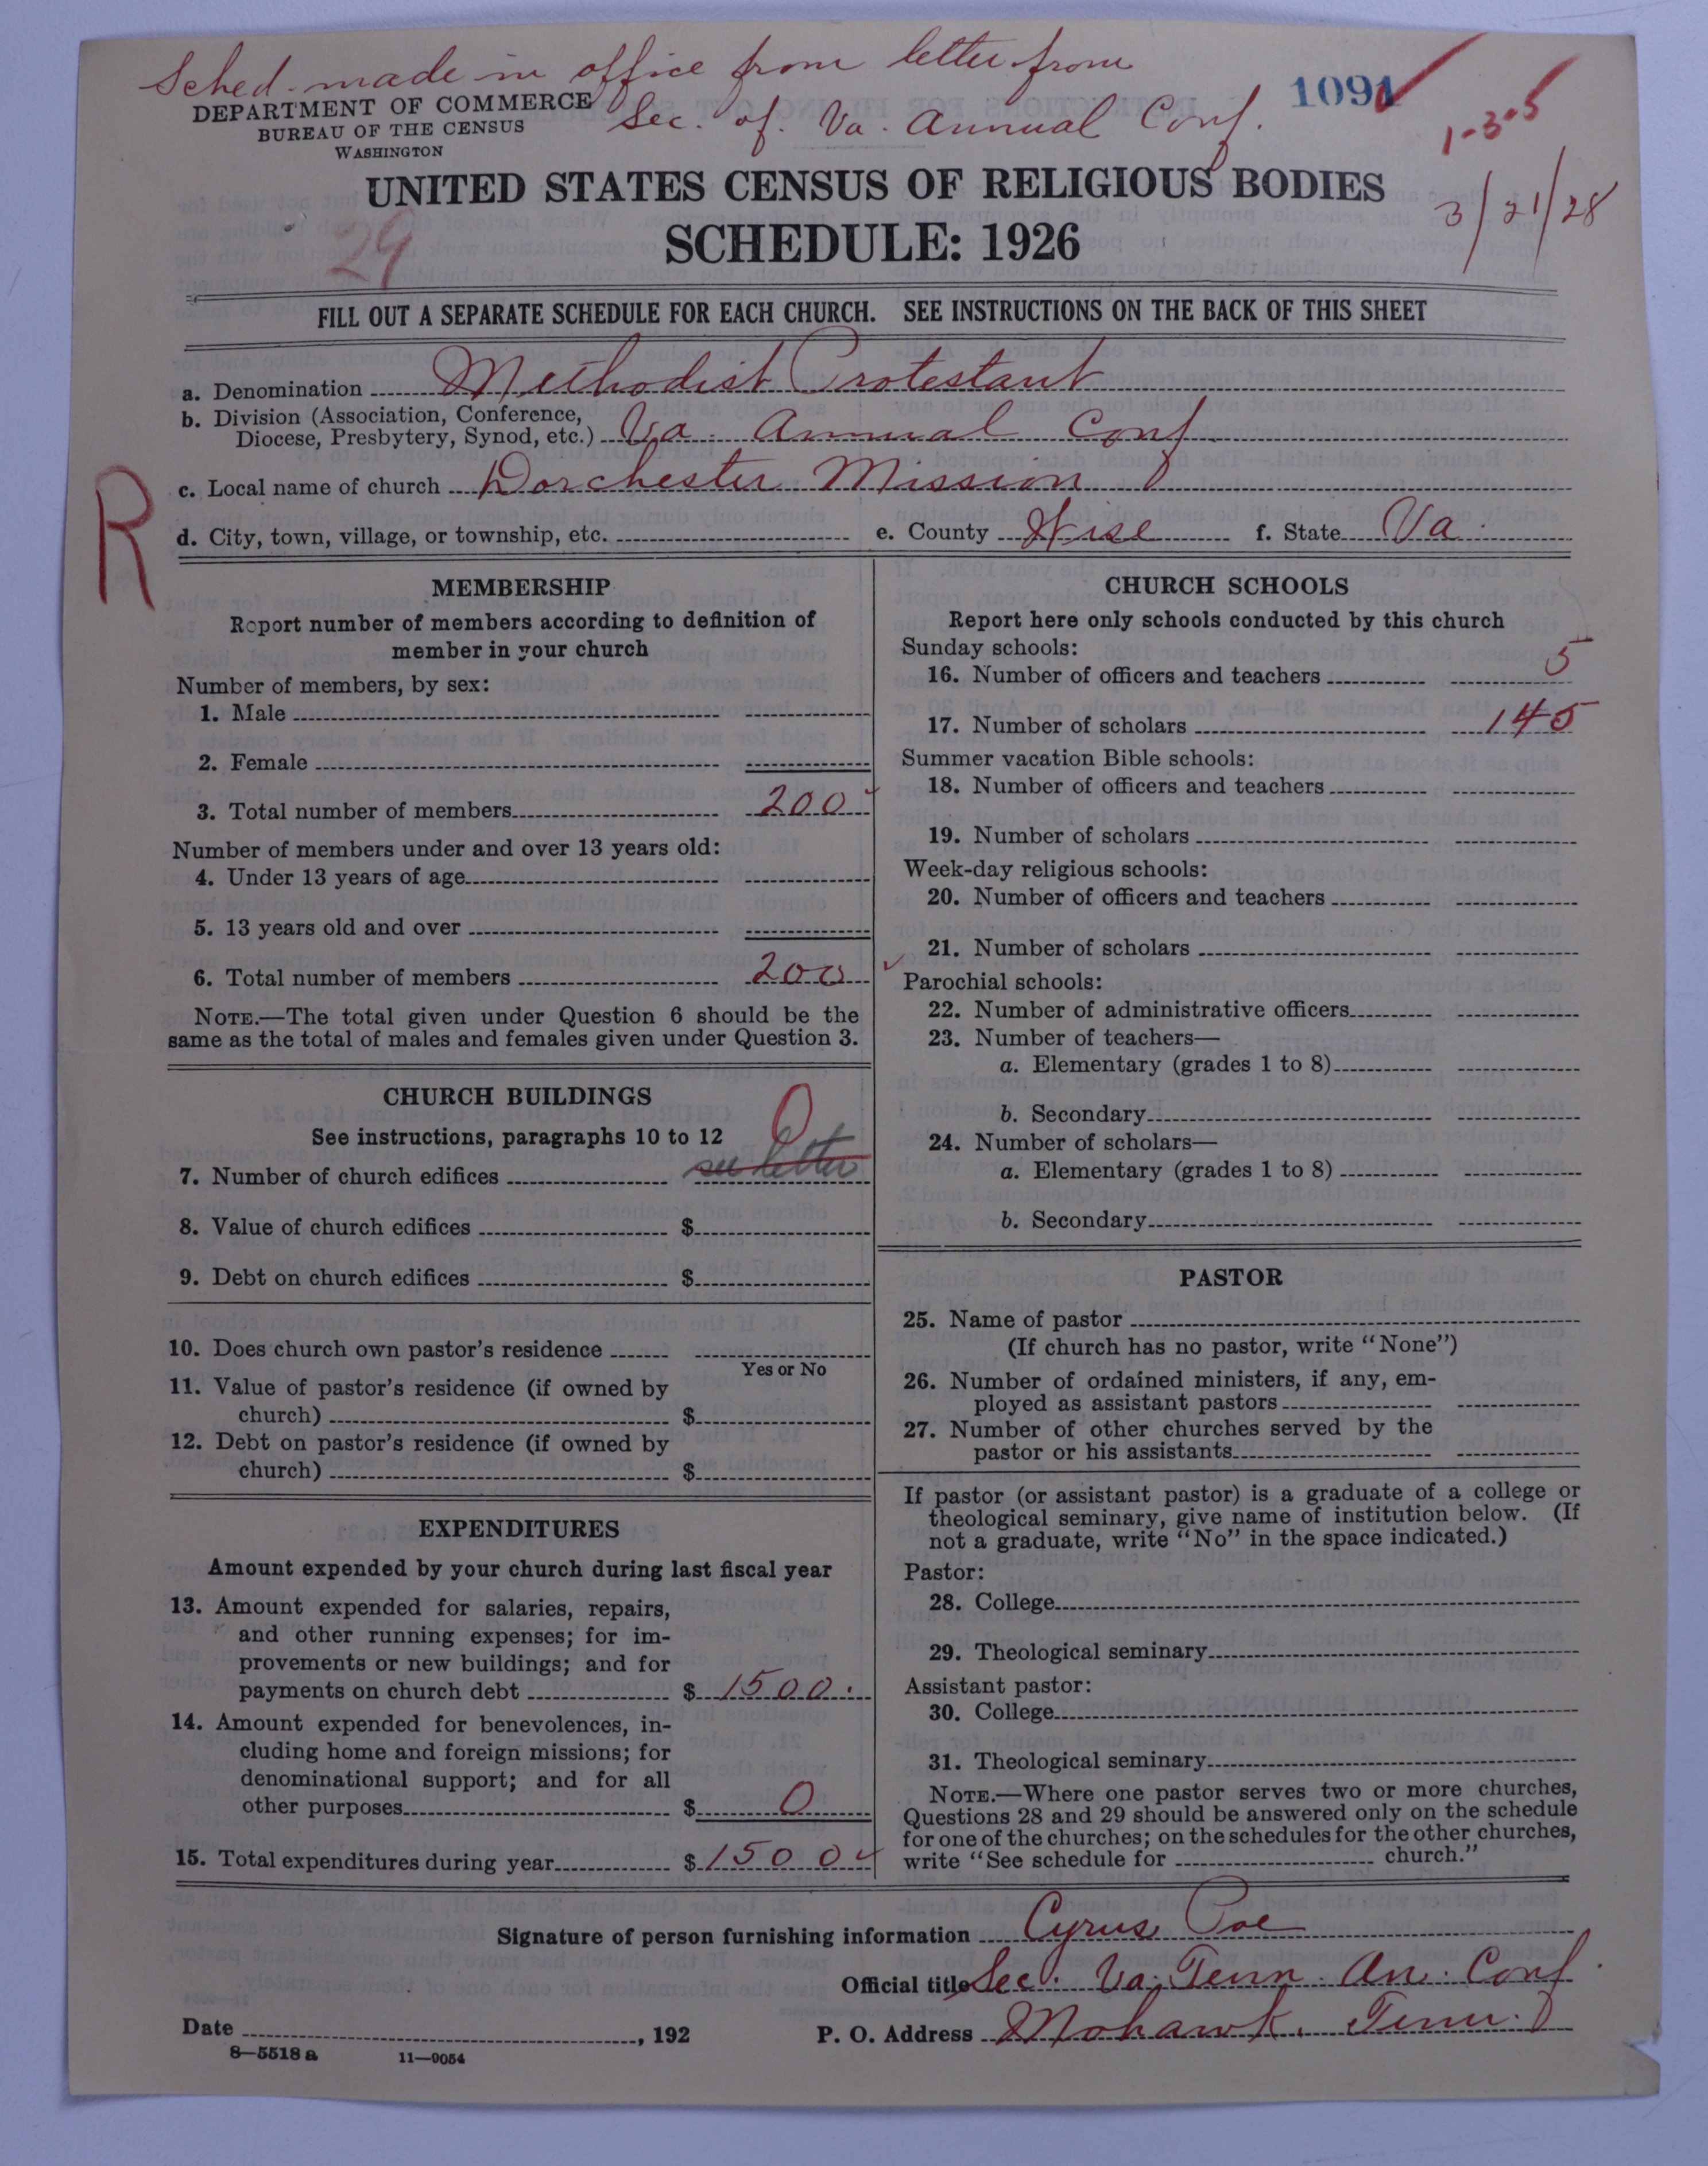 Sched. made in office from letter from
Sec. of. Va. Annual Conf.
1091
1-3-5
3/21/28
DEPARTMENT OF COMMERCE
BUREAU OF THE CENSUS
WASHINGTON
UNITED STATES CENSUS OF RELIGIOUS BODIES
29
SCHEDULE: 1926
FILL OUT A SEPARATE SCHEDULE FOR EACH CHURCH. SEE INSTRUCTIONS ON THE BACK OF THIS SHEET
a. Denomination Methodist Protestant
b. Division (Association, Conference,
Diocese, Presbytery, Synod, etc.) Va. Annual Conf
R
c. Local name of church Dorchester Mission
d. City, town, village, or township, etc. e. County Wise f. State Va.
MEMBERSHIP
Report number of members according to definition of
member in your church
Number of members, by sex:
1. Male
2. Female
3. Total number of members 200
Number of members under and over 13 years old:
4. Under 13 years of age
5. 13 years old and over
6. Total number of members 200
NOTE.—The total given under Question 6 should be the
same as the total of males and females given under Question 3.
CHURCH BUILDINGS
See instructions, paragraphs 10 to 12
0
7. Number of church edifices see letter
8. Value of church edifices $
9. Debt on church edifices $
10. Does church own pastor's residence
Yes or No
11. Value of pastor's residence (if owned by
church) $
12. Debt on pastor's residence (if owned by
church) $
EXPENDITURES
Amount expended by your church during last fiscal year
13. Amount expended for salaries, repairs,
and other running expenses; for im-
provements or new buildings; and for
payments on church debt $ 1500.
14. Amount expended for benevolences, in-
cluding home and foreign missions; for
denominational support; and for all
other purposes $ 0
15. Total expenditures during year $ 1500
CHURCH SCHOOLS
Report here only schools conducted by this church
Sunday schools:
16. Number of officers and teachers 5
17. Number of scholars 145
Summer vacation Bible schools:
18. Number of officers and teachers
19. Number of scholars
Week-day religious schools:
20. Number of officers and teachers
21. Number of scholars
Parochial schools:
22. Number of administrative officers
23. Number of teachers—
a. Elementary (grades 1 to 8)
b. Secondary
24. Number of scholars—
a. Elementary (grades 1 to 8)
b. Secondary
PASTOR
25. Name of pastor
(If church has no pastor, write "None")
26. Number of ordained ministers, if any, em-
ployed as assistant pastors
27. Number of other churches served by the
pastor or his assistants
If pastor (or assistant pastor) is a graduate of a college or
theological seminary, give name of institution below. (If
not a graduate, write "No" in the space indicated.)
Pastor:
28. College
29. Theological seminary
Assistant pastor:
30. College
31. Theological seminary
NOTE.—Where one pastor serves two or more churches,
Questions 28 and 29 should be answered only on the schedule
for one of the churches; on the schedules for the other churches,
write "See schedule for church."
Signature of person furnishing information Cyrus Poe
Official title Sec. Va. Tenn. An. Conf.
Date , 192 P. O. Address Mohawk. Tenn.
8—5518 a 11—9054